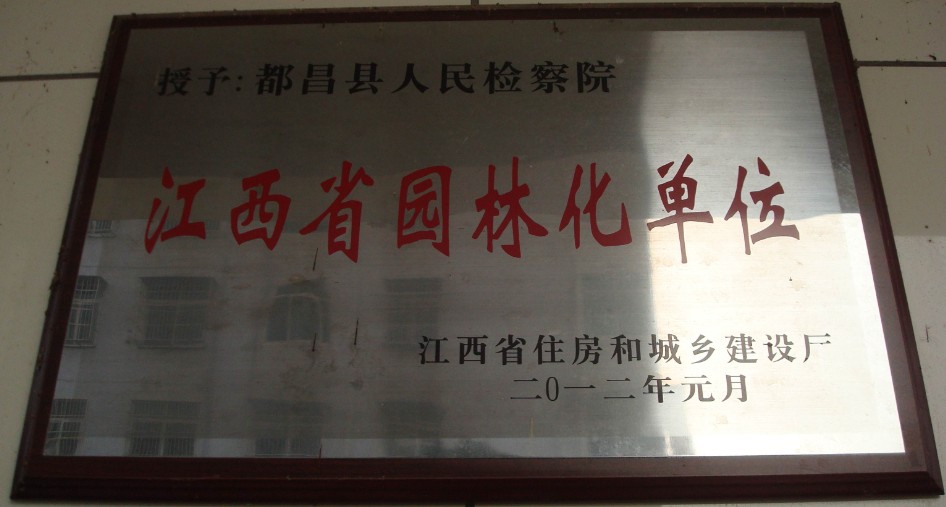 授予:都昌县人民检察院
江西省园林化单位
江西省住房和城乡建设厂
二0一二年元月